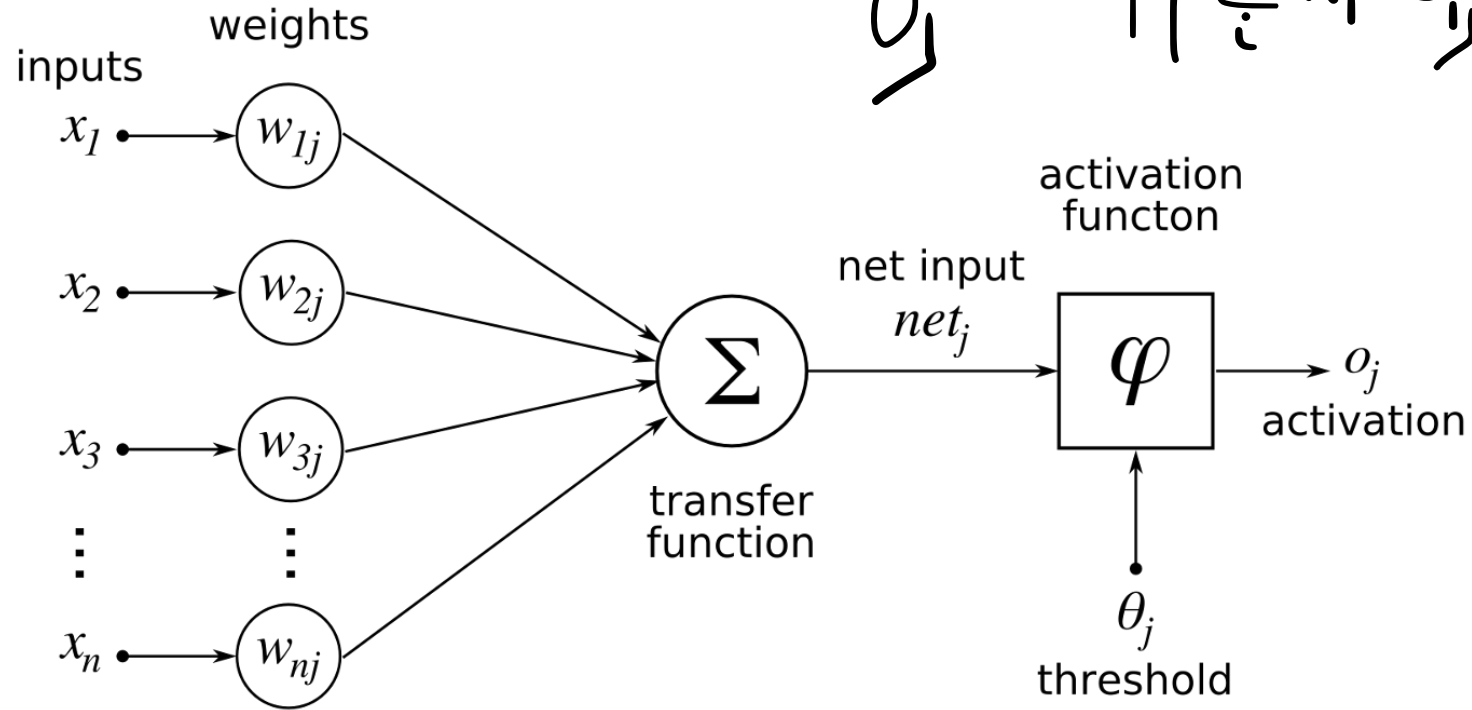 weights
inputs
x₁
w₁ⱼ
activation
functon
net input
netⱼ
x₂
w₂ⱼ
Σ
φ
oⱼ
activation
x₃
w₃ⱼ
transfer
function
⋮ ⋮
θⱼ
threshold
xₙ
wₙⱼ